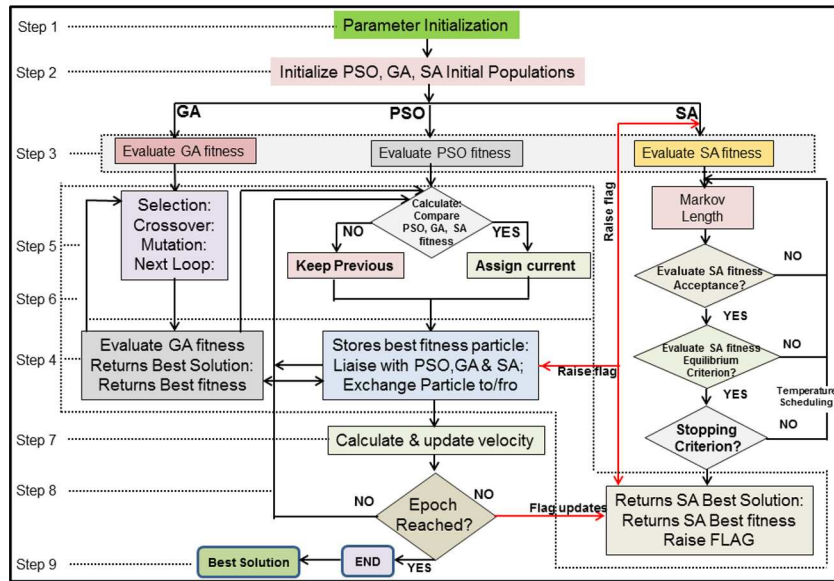 Step 1
Parameter Initialization
Step 2
Initialize PSO, GA, SA Initial Populations
GA
PSO
SA
Step 3
Evaluate GA fitness
Evaluate PSO fitness
Evaluate SA fitness
Raise flag
Selection:
Crossover:
Mutation:
Next Loop:
Calculate:
Compare
PSO, GA, SA
fitness
Markov
Length
Step 5
NO
YES
NO
Keep Previous
Assign current
Evaluate SA fitness
Acceptance?
Step 6
YES
Step 4
Evaluate GA fitness
Returns Best Solution:
Returns Best fitness
Stores best fitness particle:
Liaise with PSO,GA & SA;
Exchange Particle to/fro
Raise flag
Evaluate SA fitness
Equilibrium
Criterion?
NO
YES
Temperature
Scheduling
Stopping
Criterion?
NO
Step 7
Calculate & update velocity
Step 8
NO
NO
Epoch
Reached?
Flag updates
Returns SA Best Solution:
Returns SA Best fitness
Raise FLAG
Step 9
Best Solution
END
YES